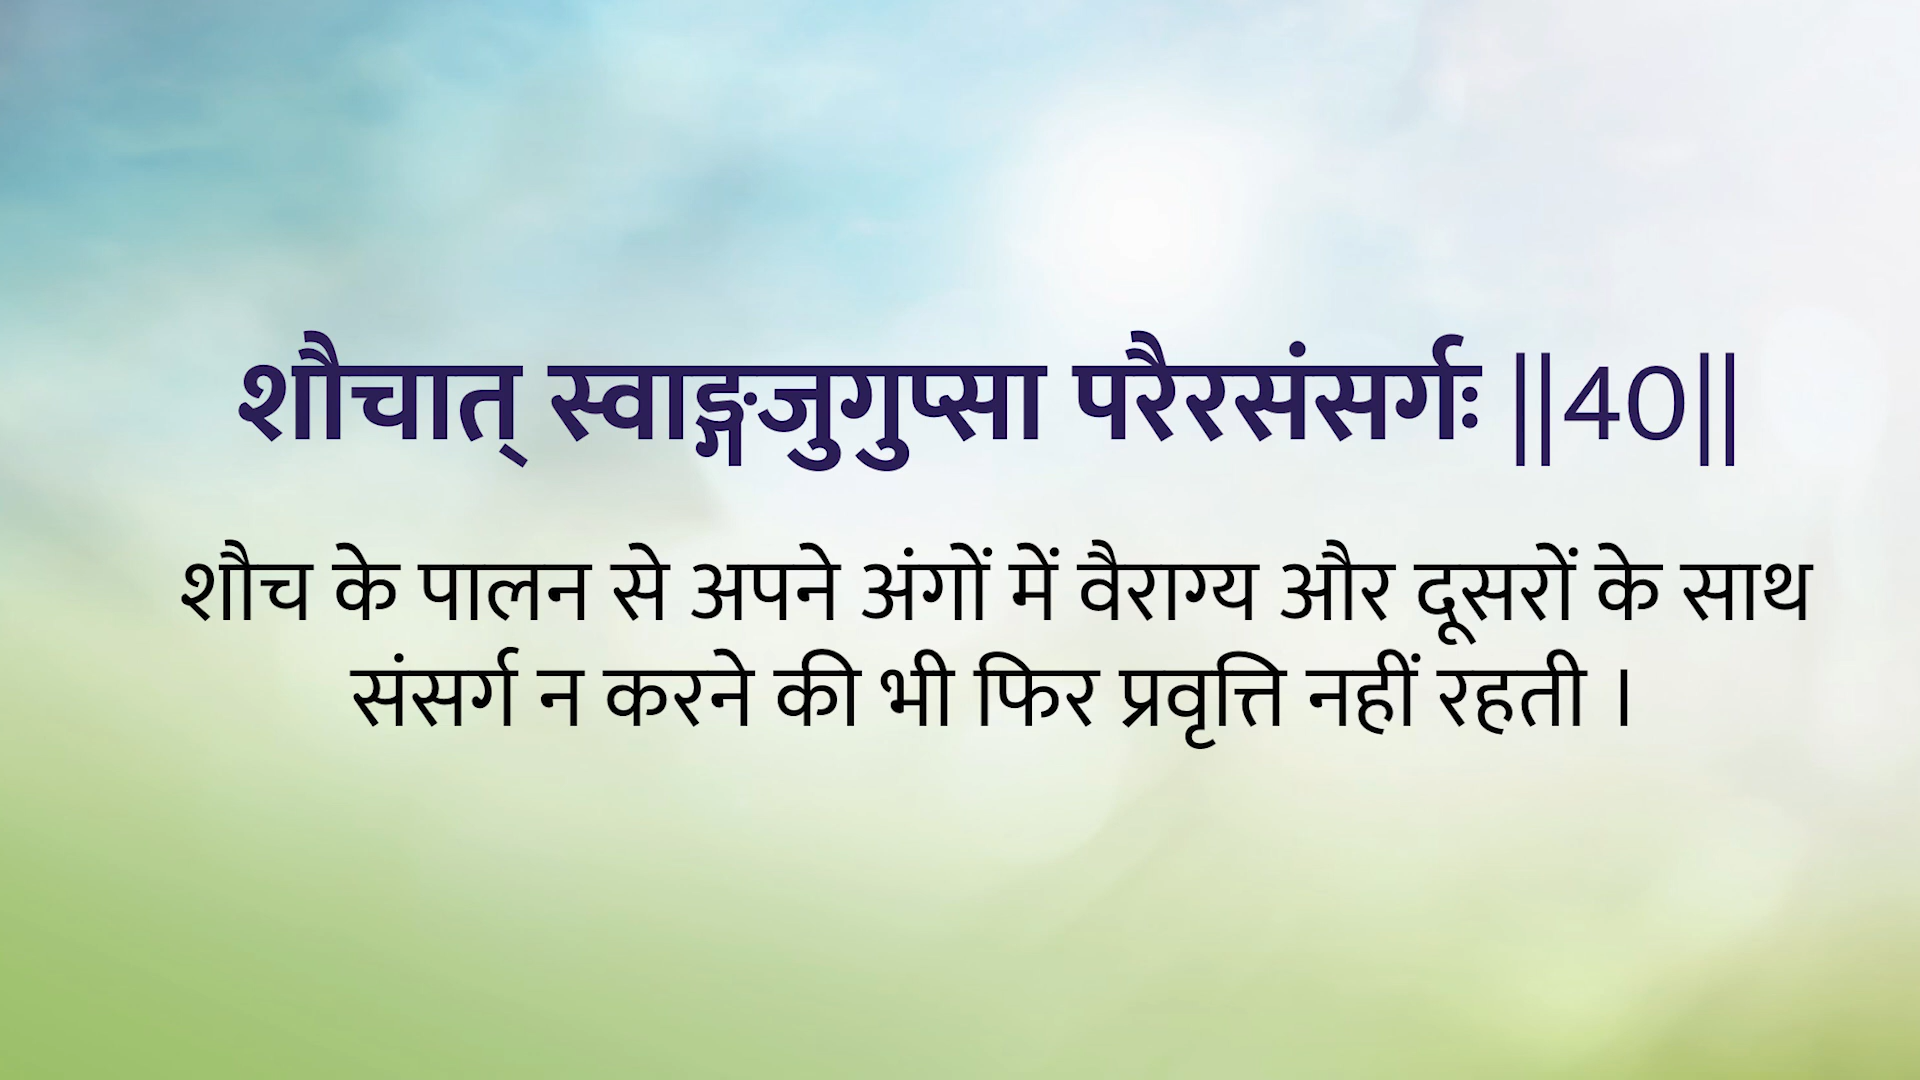 शौचात् स्वाङ्गजुगुप्सा परैरसंसर्गः ||40||
शौच के पालन से अपने अंगों में वैराग्य और दूसरों के साथ
संसर्ग न करने की भी फिर प्रवृत्ति नहीं रहती ।